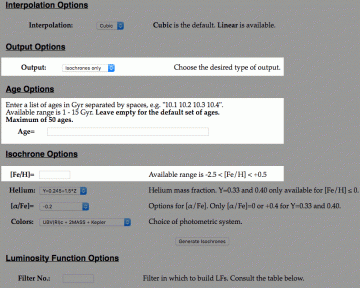 Interpolation Options
Interpolation: Cubic Cubic is the default. Linear is available.
Output Options
Output: Isochrones only Choose the desired type of output.
Age Options
Enter a list of ages in Gyr separated by spaces, e.g. "10.1 10.2 10.3 10.4".
Available range is 1 - 15 Gyr. Leave empty for the default set of ages.
Maximum of 50 ages.
Age=
Isochrone Options
[Fe/H]= Available range is -2.5 < [Fe/H] < +0.5
Helium: Y=0.245+1.5*Z Helium mass fraction. Y=0.33 and 0.40 only available for [Fe/H] ≤ 0.
[α/Fe]= -0.2 Options for [α/Fe]. Only [α/Fe]=0 or +0.4 for Y=0.33 and 0.40.
Colors: UBV(RI)c + 2MASS + Kepler Choice of photometric system.
Generate Isochrones
Luminosity Function Options
Filter No.: Filter in which to build LFs. Consult the table below.